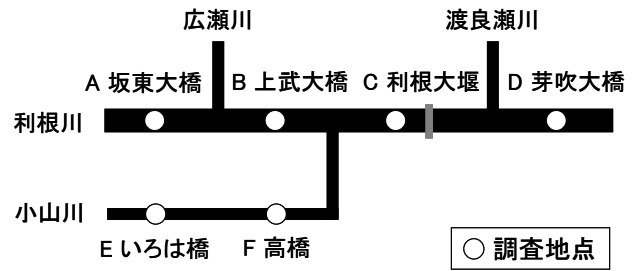 広瀬川
渡良瀬川
A 坂東大橋
B 上武大橋
C 利根大堰
D 芽吹大橋
利根川
小山川
E いろは橋
F 高橋
調査地点